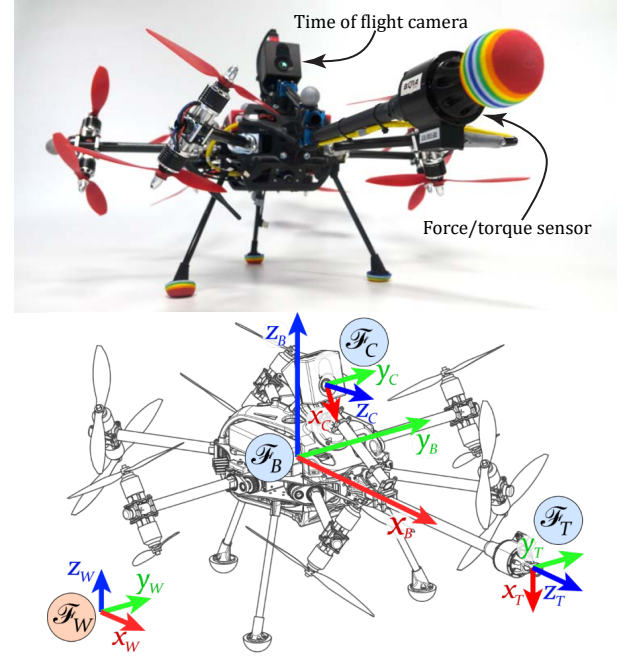 Time of flight camera
BOTA
Force/torque sensor
z_B
ℱ_C
y_C
z_C
x_C
y_B
ℱ_B
x_B
ℱ_T
y_T
x_T
z_T
z_W
y_W
ℱ_W
x_W